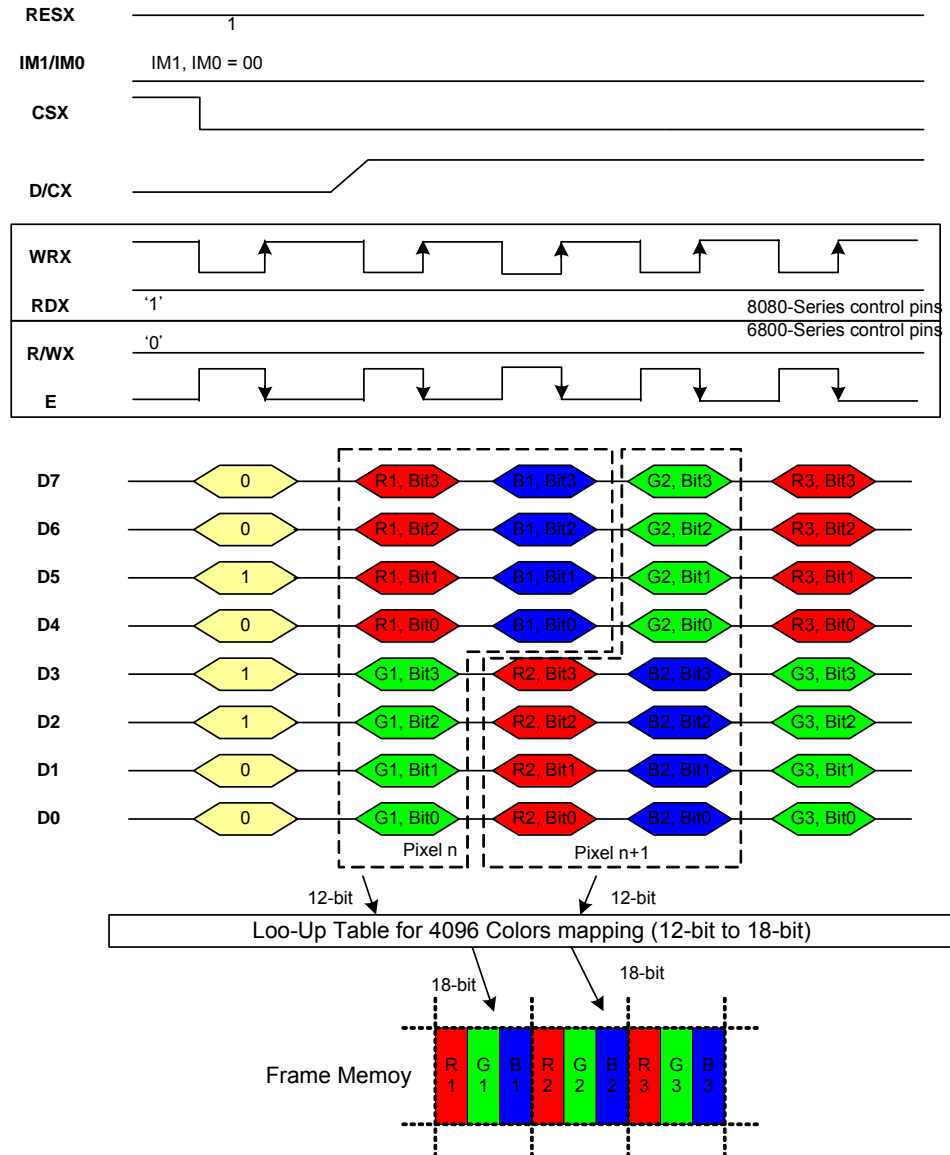 RESX
1
IM1/IM0 IM1, IM0 = 00
CSX
D/CX
WRX
RDX ‘1’ 8080-Series control pins
6800-Series control pins
R/WX ‘0’
E
D7 0 R1, Bit3 B1, Bit3 G2, Bit3 R3, Bit3
D6 0 R1, Bit2 B1, Bit2 G2, Bit2 R3, Bit2
D5 1 R1, Bit1 B1, Bit1 G2, Bit1 R3, Bit1
D4 0 R1, Bit0 B1, Bit0 G2, Bit0 R3, Bit0
D3 1 G1, Bit3 R2, Bit3 B2, Bit3 G3, Bit3
D2 1 G1, Bit2 R2, Bit2 B2, Bit2 G3, Bit2
D1 0 G1, Bit1 R2, Bit1 B2, Bit1 G3, Bit1
D0 0 G1, Bit0 R2, Bit0 B2, Bit0 G3, Bit0
Pixel n Pixel n+1
12-bit 12-bit
Loo-Up Table for 4096 Colors mapping (12-bit to 18-bit)
18-bit 18-bit
Frame Memoy R G B R G B R G B
1 1 1 2 2 2 3 3 3